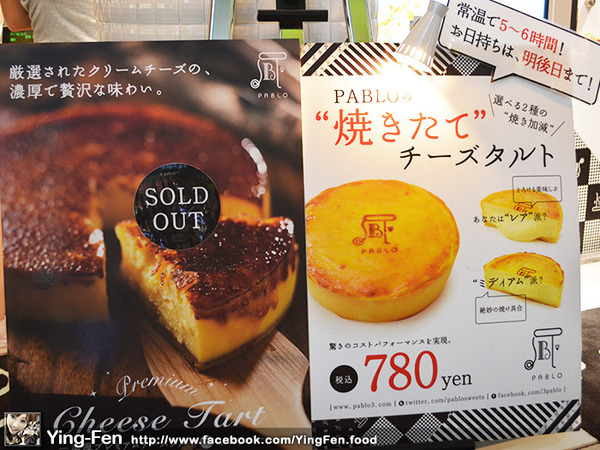 厳選されたクリームチーズの、
濃厚で贅沢な味わい。
PABLO
SOLD
OUT
Premium
Cheese Tart
常温で5～6時間!
お日持ちは、明後日まで!
PABLOの
“焼きたて”
チーズタルト
選べる2種の
“焼き加減”
PABLO
とろける美味しさ
あなたは“レア”派?
“ミディアム”派?
絶妙の焼け具合
驚きのコストパフォーマンスを実現。
税込 780yen
PABLO
| www.pablo3.com | twitter.com/pablosweets | facebook.com/3pablo |
Ying-Fen http://www.facebook.com/YingFen.food